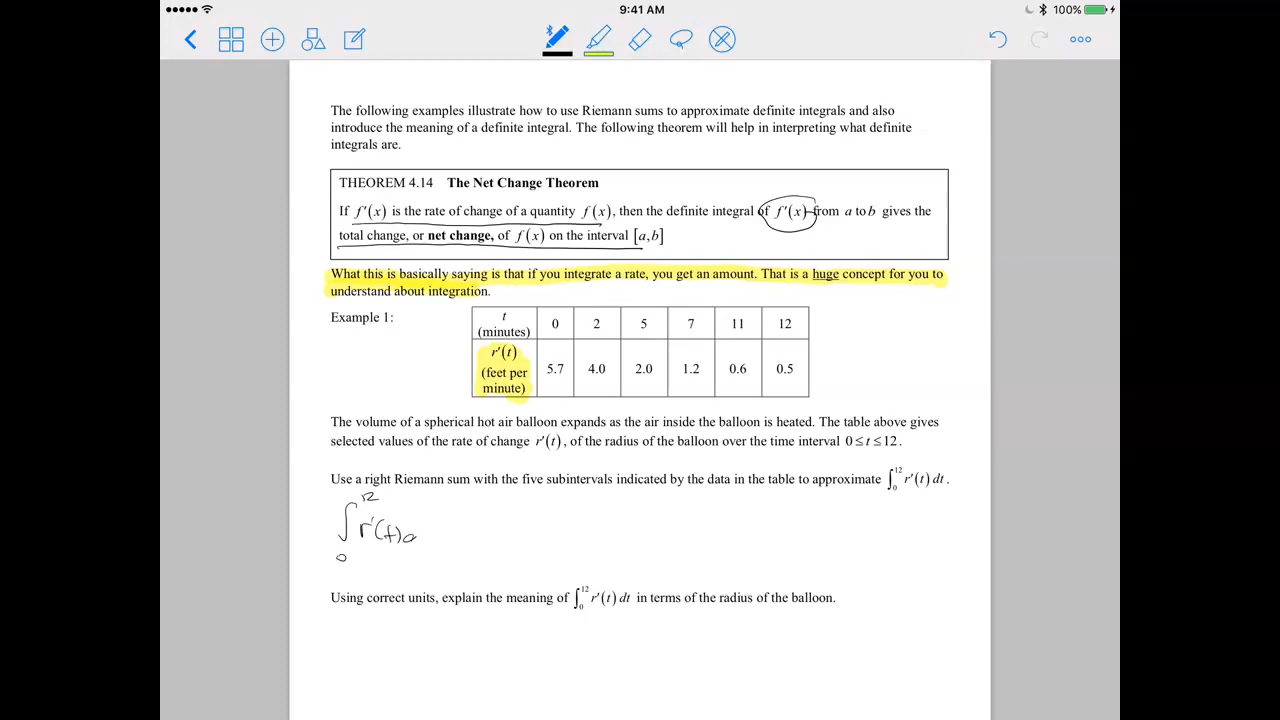 9:41 AM
100%
The following examples illustrate how to use Riemann sums to approximate definite integrals and also
introduce the meaning of a definite integral. The following theorem will help in interpreting what definite
integrals are.
THEOREM 4.14 The Net Change Theorem
If f′(x) is the rate of change of a quantity f(x), then the definite integral of f′(x) from a to b gives the
total change, or net change, of f(x) on the interval [a,b]
What this is basically saying is that if you integrate a rate, you get an amount. That is a huge concept for you to
understand about integration.
Example 1:
t (minutes) 0 2 5 7 11 12
r′(t) (feet per minute) 5.7 4.0 2.0 1.2 0.6 0.5
The volume of a spherical hot air balloon expands as the air inside the balloon is heated. The table above gives
selected values of the rate of change r′(t), of the radius of the balloon over the time interval 0 ≤ t ≤ 12.
Use a right Riemann sum with the five subintervals indicated by the data in the table to approximate ∫₀¹² r′(t) dt.
∫₀¹² r′(t)
Using correct units, explain the meaning of ∫₀¹² r′(t) dt in terms of the radius of the balloon.